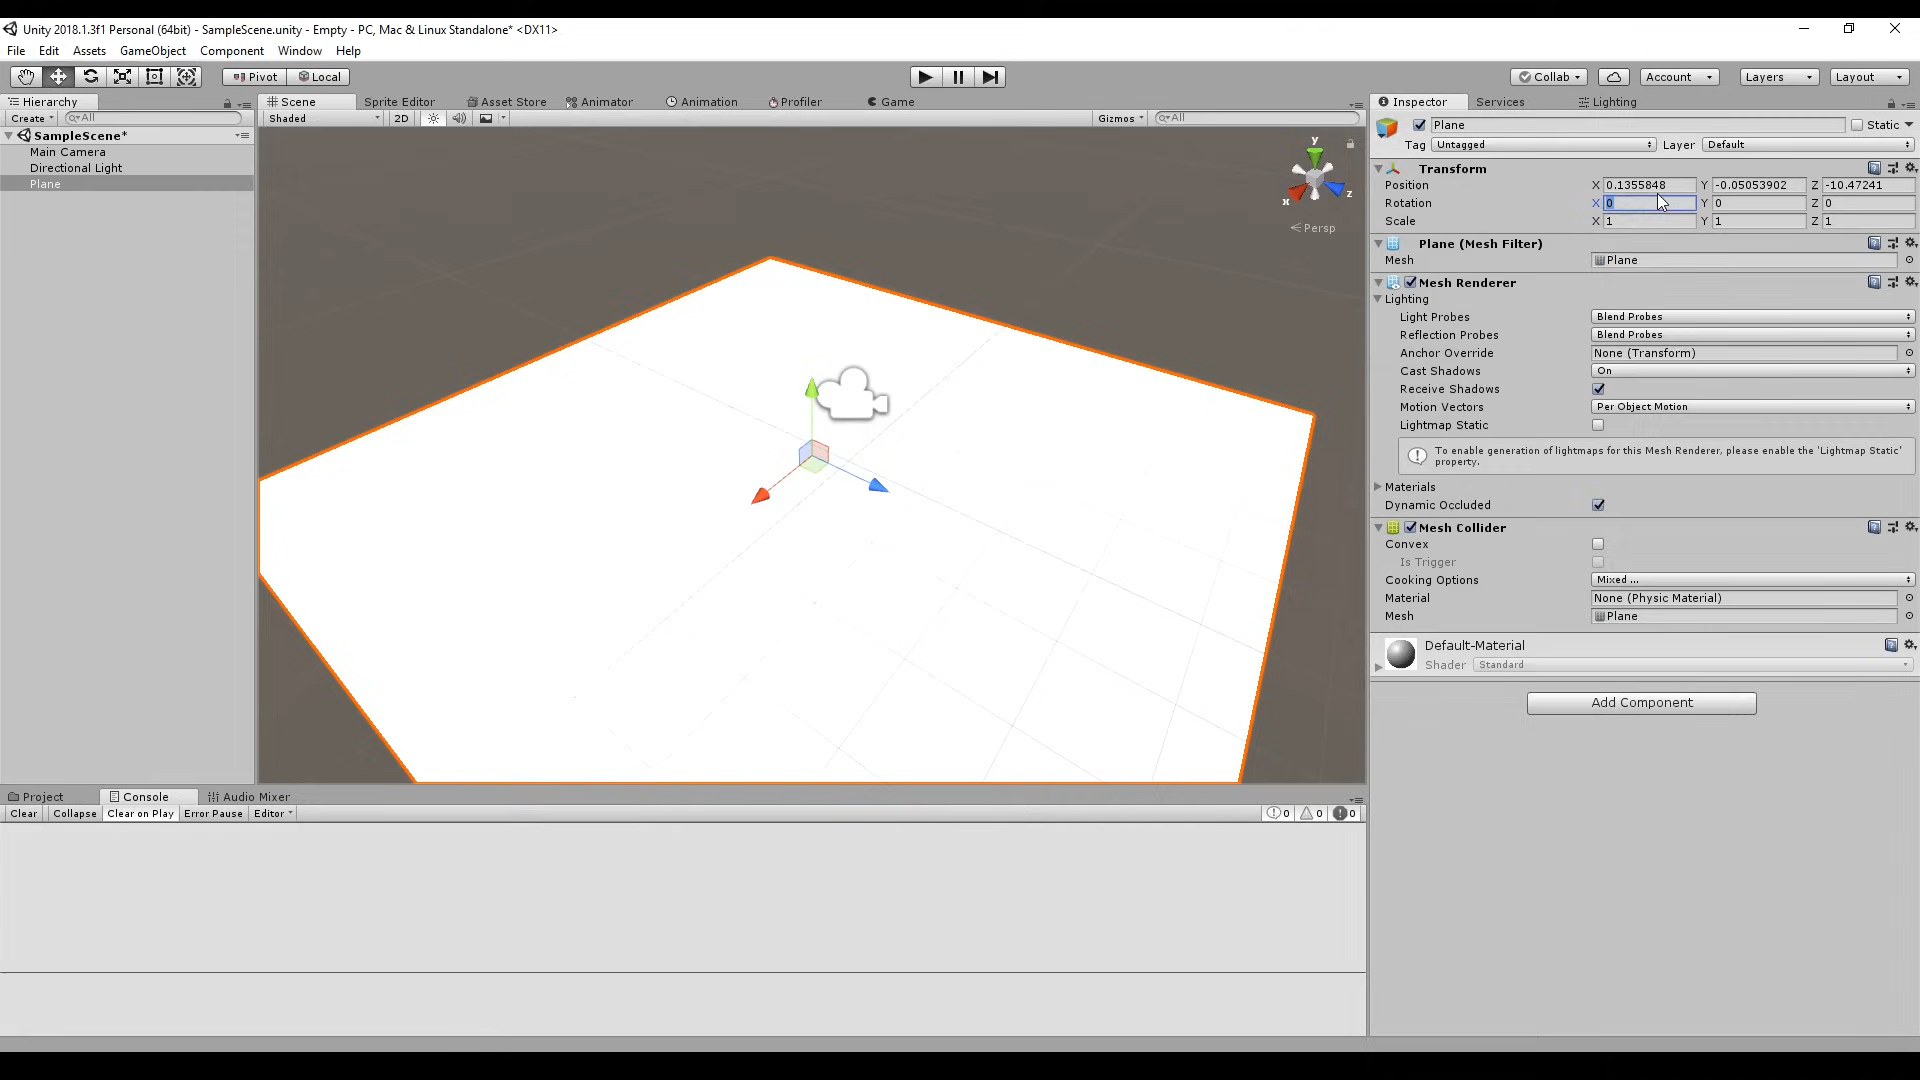 Unity 2018.1.3f1 Personal (64bit) - SampleScene.unity - Empty - PC, Mac & Linux Standalone* <DX11>
File Edit Assets GameObject Component Window Help
Pivot Local Collab Account Layers Layout
Hierarchy Scene Sprite Editor Asset Store Animator Animation Profiler Game Inspector Services Lighting
Create All Shaded 2D Gizmos All
Plane Static
SampleScene*
Tag Untagged Layer Default
Main Camera
Directional Light
Plane
y
x
z
Persp
Transform
Position X 0.1355848 Y -0.05053902 Z -10.47241
Rotation X 0 Y 0 Z 0
Scale X 1 Y 1 Z 1
Plane (Mesh Filter)
Mesh Plane
Mesh Renderer
Lighting
Light Probes Blend Probes
Reflection Probes Blend Probes
Anchor Override None (Transform)
Cast Shadows On
Receive Shadows
Motion Vectors Per Object Motion
Lightmap Static
To enable generation of lightmaps for this Mesh Renderer, please enable the 'Lightmap Static'
property.
Materials
Dynamic Occluded
Mesh Collider
Convex
Is Trigger
Cooking Options Mixed ...
Material None (Physic Material)
Mesh Plane
Default-Material
Shader Standard
Add Component
Project Console Audio Mixer
Clear Collapse Clear on Play Error Pause Editor 0 0 0